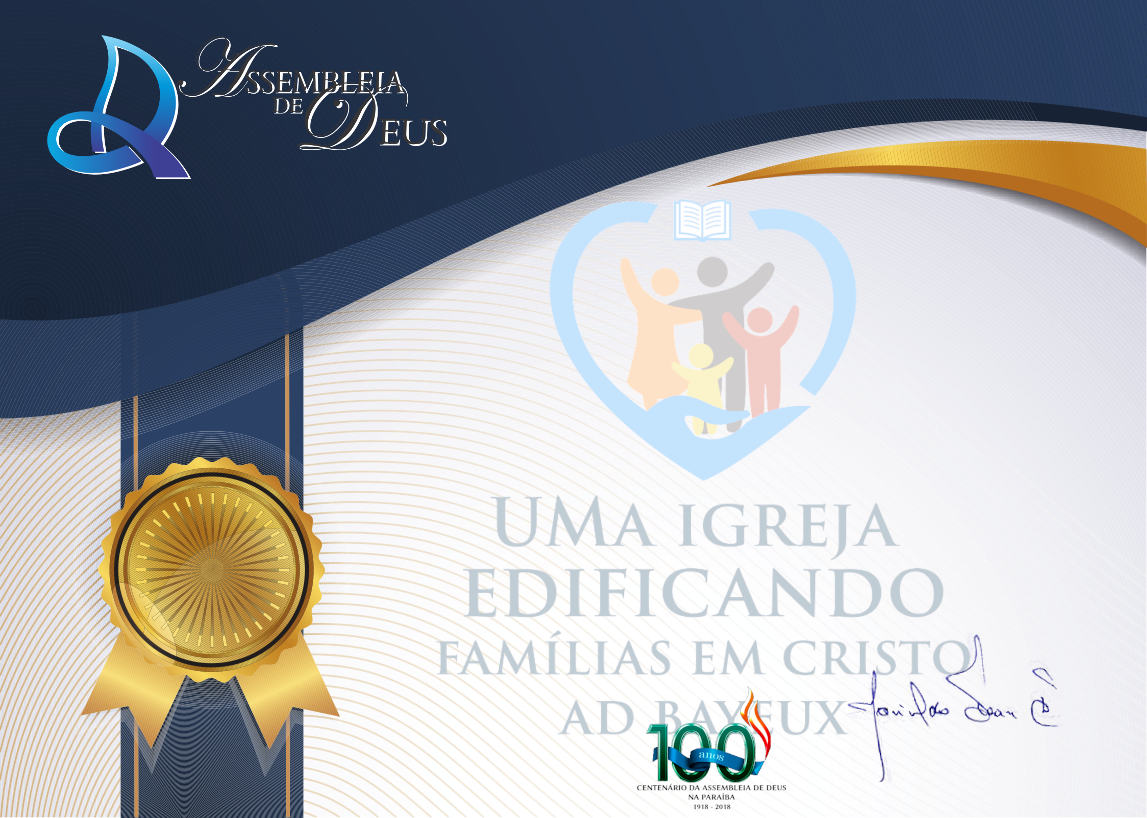 ASSEMBLEIA
DE DEUS
UMa IGREJA
EDIFICANDO
FAMÍLIAS EM CRISTO
AD BAYEUX
100
anos
CENTENÁRIO DA ASSEMBLEIA DE DEUS
NA PARAÍBA
1918 - 2018